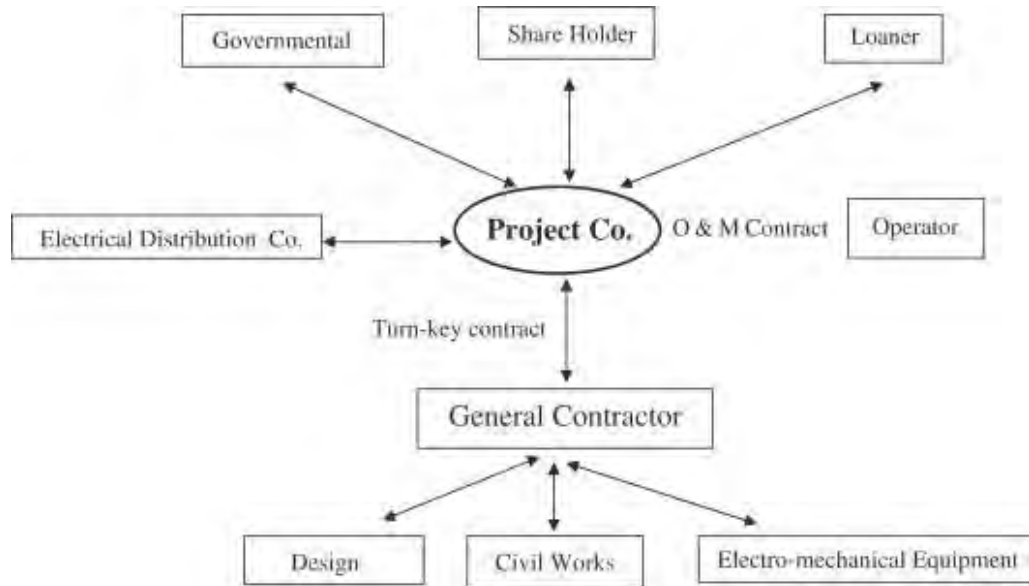 Governmental
Share Holder
Loaner
Electrical Distribution Co.
Project Co.
O & M Contract
Operator
Turn-key contract
General Contractor
Design
Civil Works
Electro-mechanical Equipment